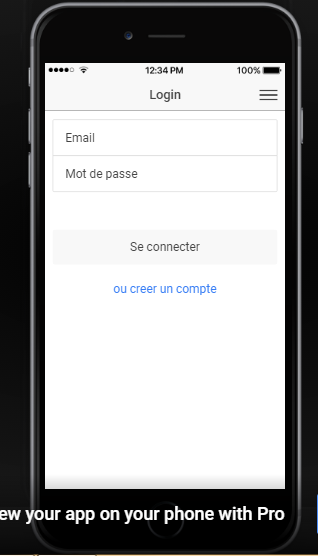 12:34 PM 100%
Login
Email
Mot de passe
Se connecter
ou creer un compte
your app on your phone with Pro